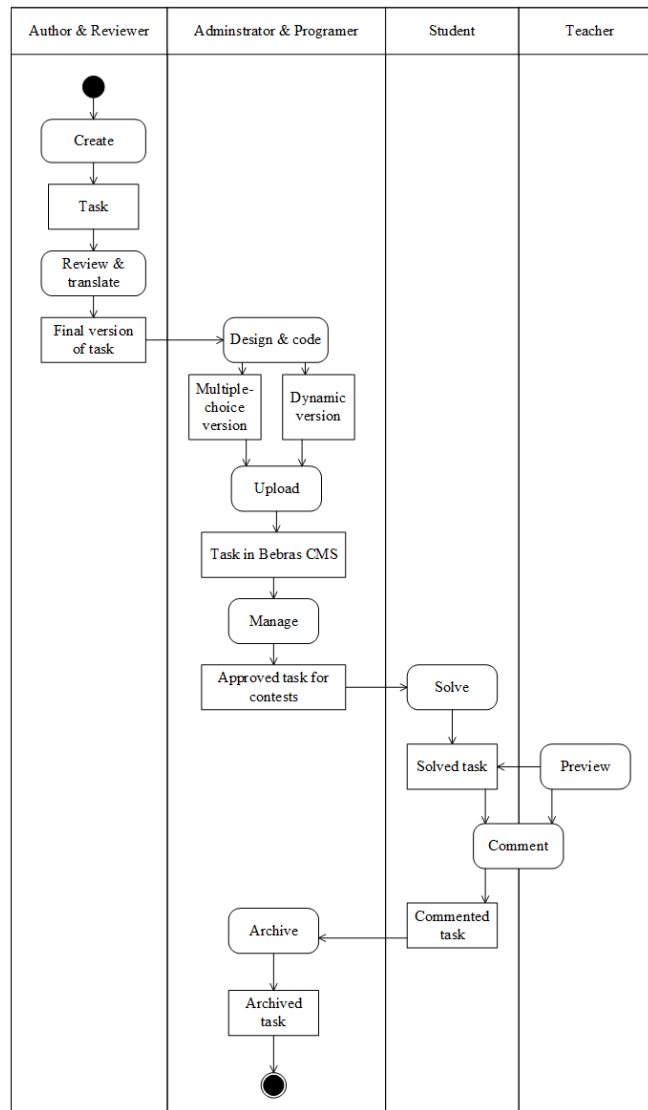 Author & Reviewer
Adminstrator & Programer
Student
Teacher
Create
Task
Review &
translate
Final version
of task
Design & code
Multiple-
choice
version
Dynamic
version
Upload
Task in Bebras CMS
Manage
Approved task for
contests
Solve
Solved task
Preview
Comment
Commented
task
Archive
Archived
task